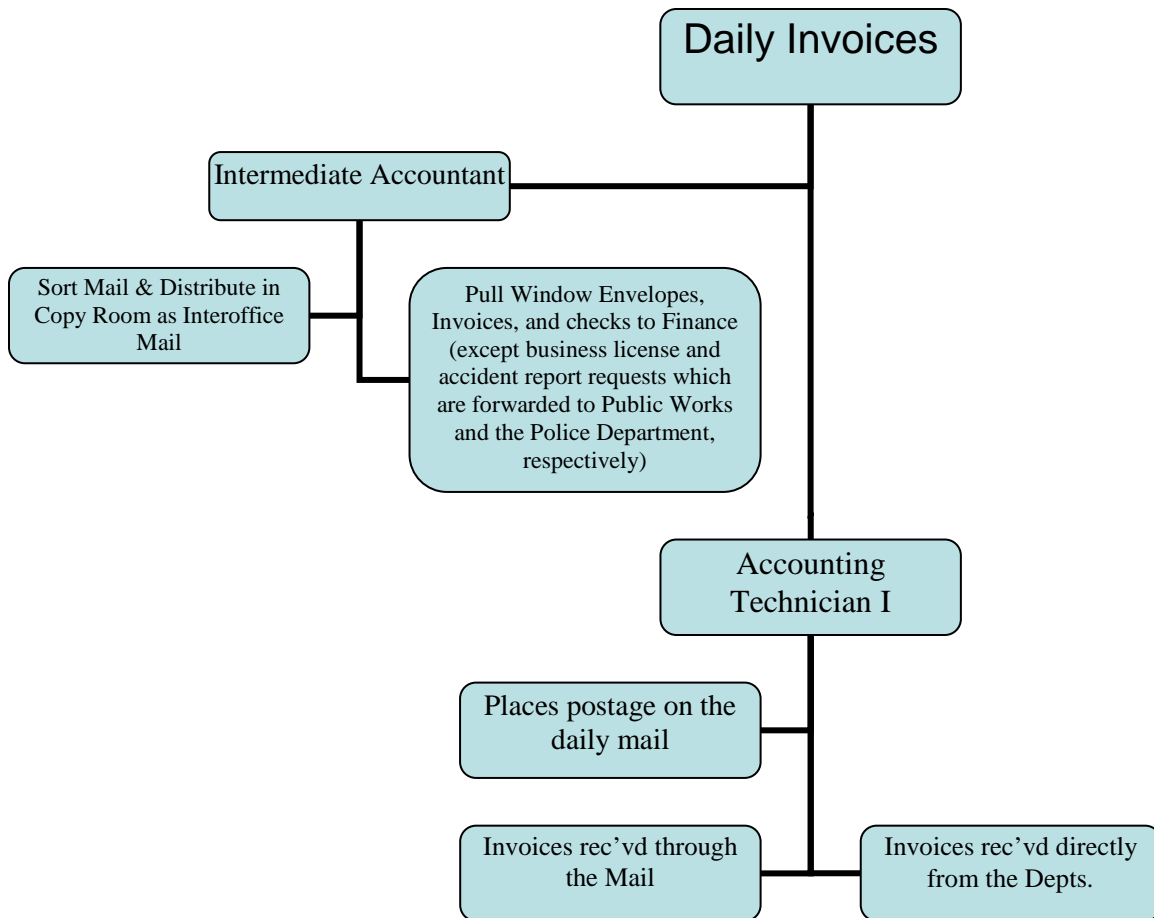 Daily Invoices
Intermediate Accountant
Sort Mail & Distribute in
Copy Room as Interoffice
Mail
Pull Window Envelopes,
Invoices, and checks to Finance
(except business license and
accident report requests which
are forwarded to Public Works
and the Police Department,
respectively)
Accounting
Technician I
Places postage on the
daily mail
Invoices rec’vd through
the Mail
Invoices rec’vd directly
from the Depts.